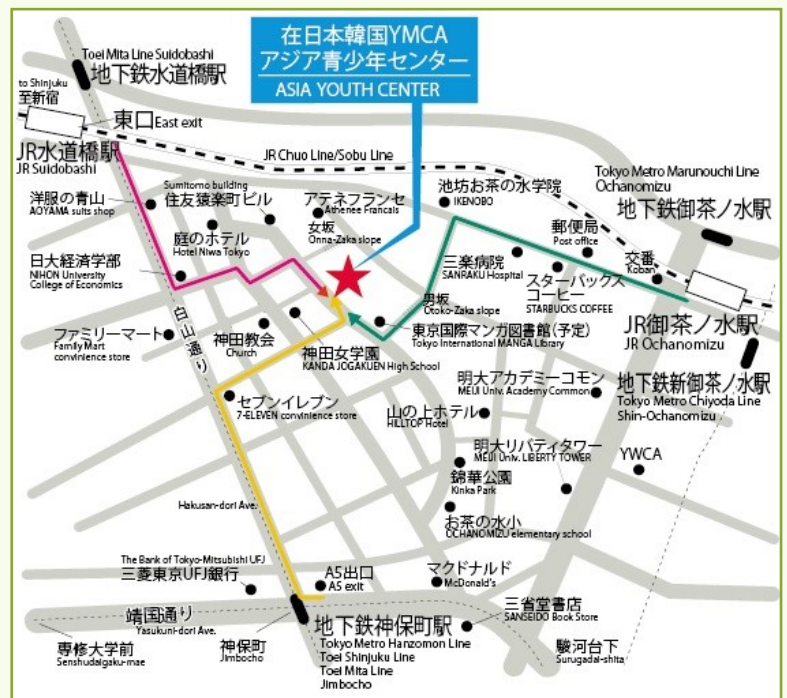 在日本韓国YMCA
アジア青少年センター
ASIA YOUTH CENTER
Toei Mita Line Suidobashi
地下鉄水道橋駅
to Shinjuku
至新宿
東口East exit
JR水道橋駅
JR Suidobashi
JR Chuo Line/Sobu Line
Tokyo Metro Marunouchi Line
Ochanomizu
地下鉄御茶ノ水駅
洋服の青山
AOYAMA suits shop
Sumitomo building
住友猿楽町ビル
アテネフランセ
Athenee Francais
池坊お茶の水学院
IKENOBO
女坂
Onna-Zaka slope
庭のホテル
Hotel Niwa Tokyo
郵便局
Post office
三楽病院
SANRAKU Hospital
交番
Koban
日大経済学部
NIHON University
College of Economics
スターバックス
コーヒー
STARBUCKS COFFEE
男坂
Otoko-Zaka slope
白山通り
JR御茶ノ水駅
JR Ochanomizu
ファミリーマート
Family Mart
convinience store
神田教会
Church
東京国際マンガ図書館(予定)
Tokyo International MANGA Library
神田女学園
KANDA JOGAKUEN High School
明大アカデミーコモン
MEIJI Univ. Academy Common
地下鉄新御茶ノ水駅
Tokyo Metro Chiyoda Line
Shin-Ochanomizu
セブンイレブン
7-ELEVEN convinience store
山の上ホテル
HILLTOP Hotel
明大リバティタワー
MEIJI Univ. LIBERTY TOWER
YWCA
錦華公園
Kinka Park
Hakusan-dori Ave.
お茶の水小
OCHANOMIZU elementary school
The Bank of Tokyo-Mitsubishi UFJ
三菱東京UFJ銀行
A5出口
A5 exit
マクドナルド
McDonald's
靖国通り
Yasukuni-dori Ave.
三省堂書店
SANSEIDO Book Store
専修大学前
Senshudaigaku-mae
神保町
Jimbocho
地下鉄神保町駅
Tokyo Metro Hanzomon Line
Toei Shinjuku Line
Toei Mita Line
Jimbocho
駿河台下
Surugadai-shita